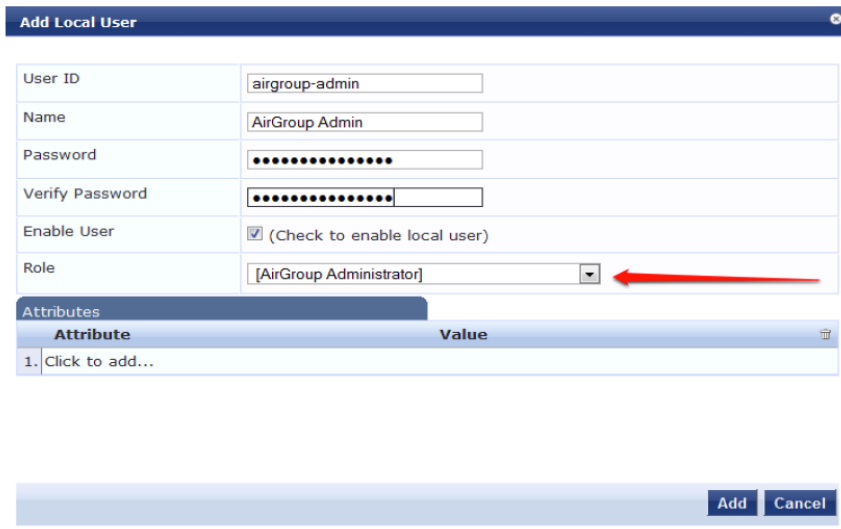 Add Local User
User ID airgroup-admin
Name AirGroup Admin
Password •••••••••••••••
Verify Password •••••••••••••••
Enable User (Check to enable local user)
Role [AirGroup Administrator]
Attributes
Attribute Value
1. Click to add...
Add Cancel